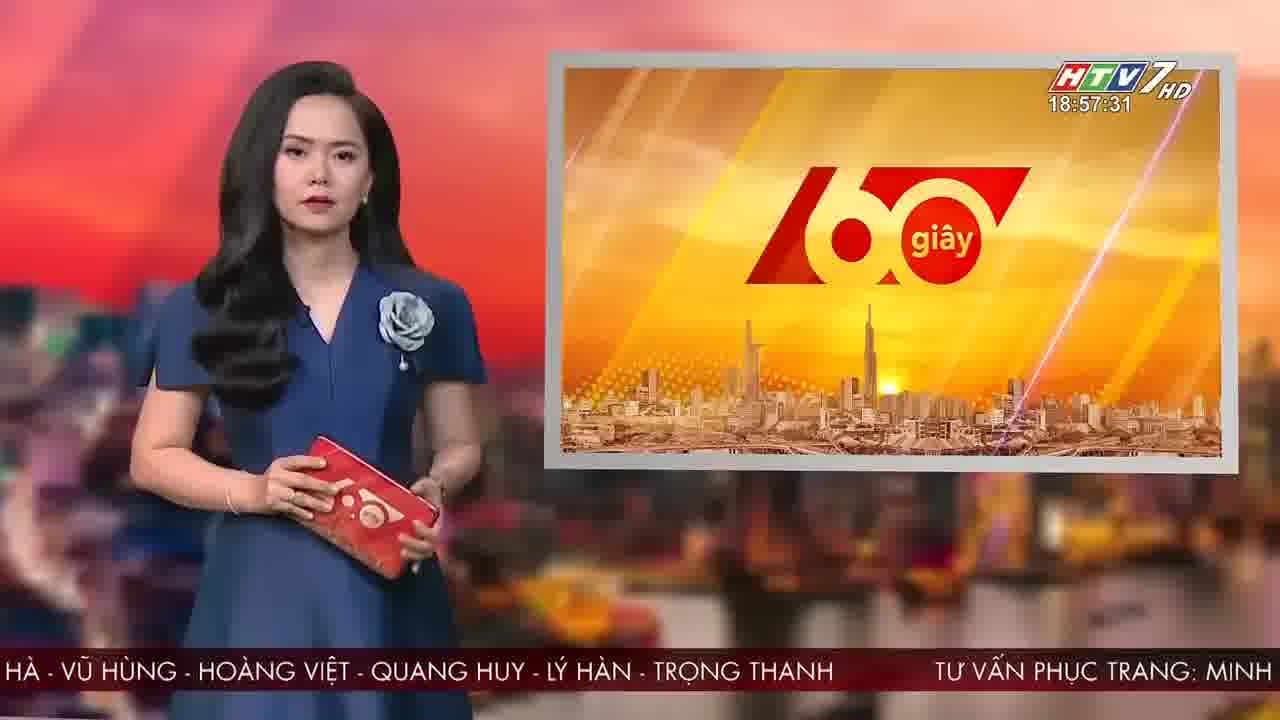 HTV7 HD
18:57:31
60 giây
60
HÀ - VŨ HÙNG - HOÀNG VIỆT - QUANG HUY - LÝ HÀN - TRỌNG THANH TƯ VẤN PHỤC TRANG: MINH